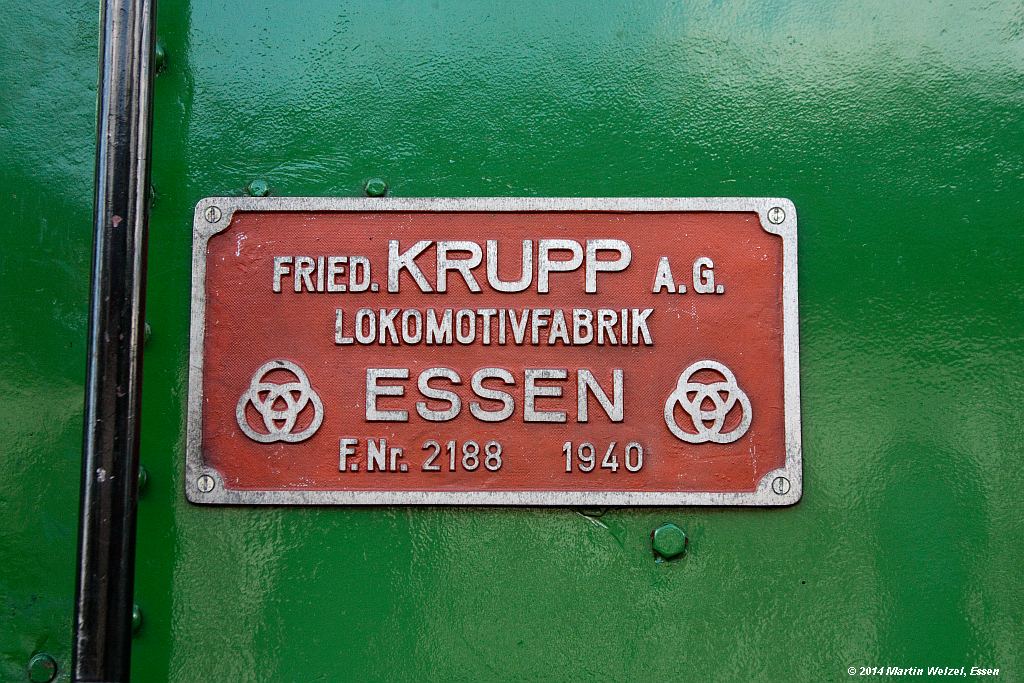 FRIED. KRUPP A.G.
LOKOMOTIVFABRIK
ESSEN
F.Nr. 2188 1940
© 2014 Martin Welzel, Essen